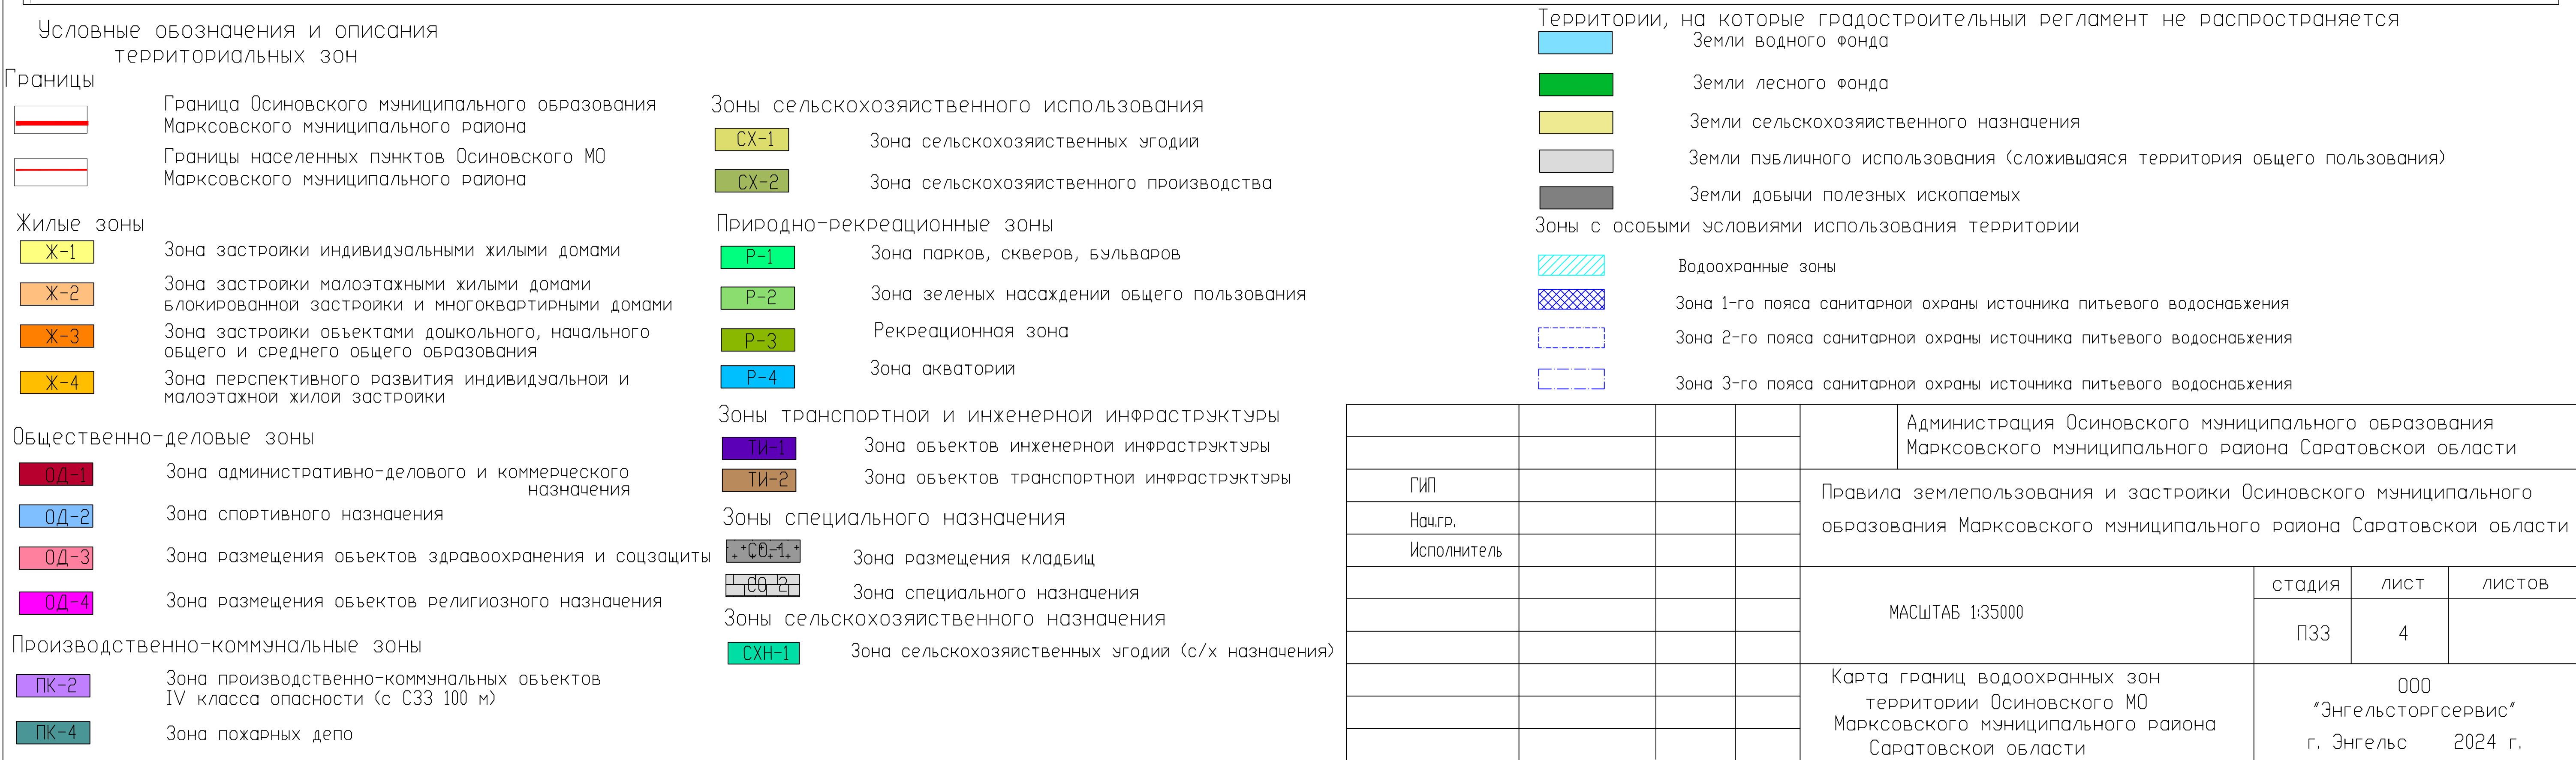 Условные обозначения и описания
территориальных зон
Границы
Граница Осиновского муниципального образования
Марксовского муниципального района
Границы населенных пунктов Осиновского МО
Марксовского муниципального района
Жилые зоны
Ж-1
Зона застройки индивидуальными жилыми домами
Ж-2
Зона застройки малоэтажными жилыми домами
блокированной застройки и многоквартирными домами
Ж-3
Зона застройки объектами дошкольного, начального
общего и среднего общего образования
Ж-4
Зона перспективного развития индивидуальной и
малоэтажной жилой застройки
Общественно-деловые зоны
ОД-1
Зона административно-делового и коммерческого
назначения
ОД-2
Зона спортивного назначения
ОД-3
Зона размещения объектов здравоохранения и соцзащиты
ОД-4
Зона размещения объектов религиозного назначения
Производственно-коммунальные зоны
ПК-2
Зона производственно-коммунальных объектов
IV класса опасности (с СЗЗ 100 м)
ПК-4
Зона пожарных депо
Зоны сельскохозяйственного использования
СХ-1
Зона сельскохозяйственных угодий
СХ-2
Зона сельскохозяйственного производства
Природно-рекреационные зоны
Р-1
Зона парков, скверов, бульваров
Р-2
Зона зеленых насаждений общего пользования
Р-3
Рекреационная зона
Р-4
Зона акваторий
Зоны транспортной и инженерной инфраструктуры
ТИ-1
Зона объектов инженерной инфраструктуры
ТИ-2
Зона объектов транспортной инфраструктуры
Зоны специального назначения
СО-1
Зона размещения кладбищ
СО-2
Зона специального назначения
Зоны сельскохозяйственного назначения
СХН-1
Зона сельскохозяйственных угодий (с/х назначения)
Территории, на которые градостроительный регламент не распространяется
Земли водного фонда
Земли лесного фонда
Земли сельскохозяйственного назначения
Земли публичного использования (сложившаяся территория общего пользования)
Земли добычи полезных ископаемых
Зоны с особыми условиями использования территории
Водоохранные зоны
Зона 1-го пояса санитарной охраны источника питьевого водоснабжения
Зона 2-го пояса санитарной охраны источника питьевого водоснабжения
Зона 3-го пояса санитарной охраны источника питьевого водоснабжения
Администрация Осиновского муниципального образования
Марксовского муниципального района Саратовской области
ГИП
Нач.гр.
Исполнитель
Правила землепользования и застройки Осиновского муниципального
образования Марксовского муниципального района Саратовской области
МАСШТАБ 1:35000
стадия
лист
листов
ПЗЗ
4
Карта границ водоохранных зон
территории Осиновского МО
Марксовского муниципального района
Саратовской области
ООО
"Энгельсторгсервис"
г. Энгельс 2024 г.